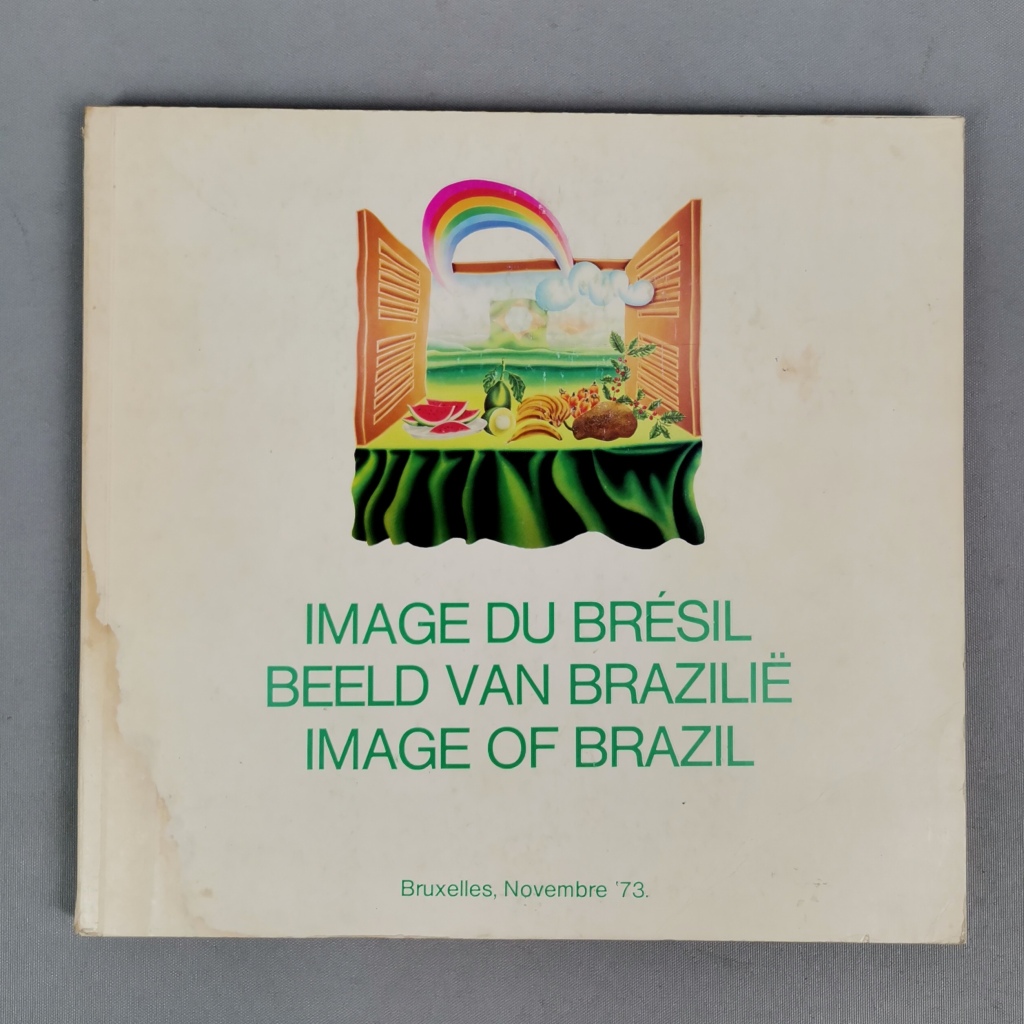 IMAGE DU BRÉSIL
BEELD VAN BRAZILIË
IMAGE OF BRAZIL
Bruxelles, Novembre '73.